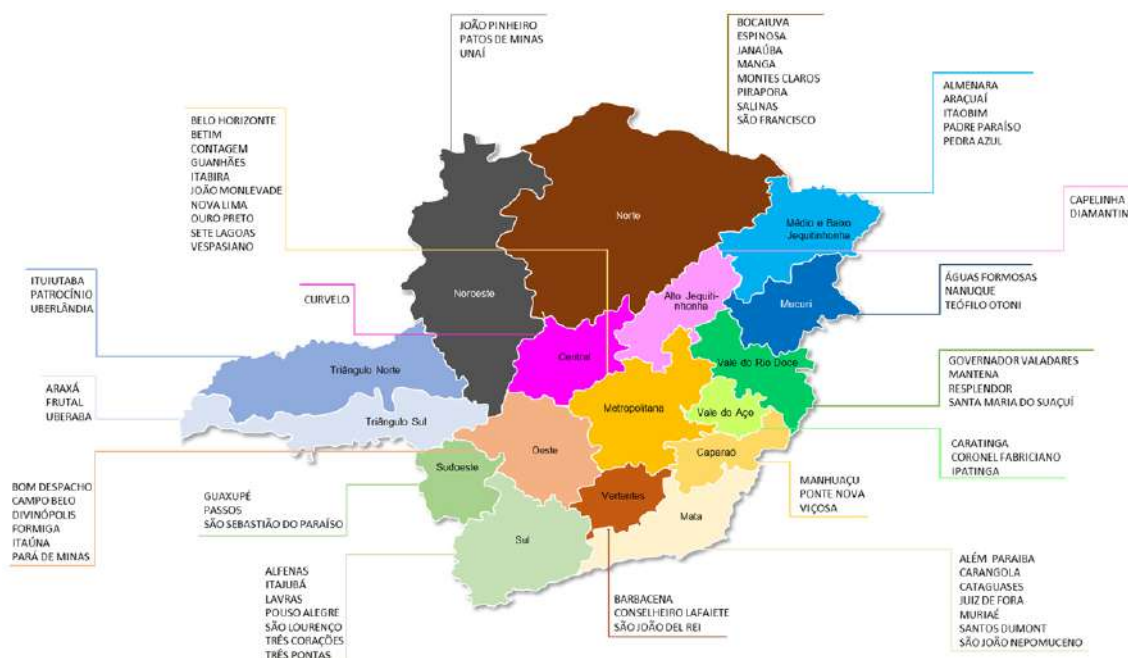 JOÃO PINHEIRO
PATOS DE MINAS
UNAÍ
BOCAIUVA
ESPINOSA
JANAÚBA
MANGA
MONTES CLAROS
PIRAPORA
SALINAS
SÃO FRANCISCO
ALMENARA
ARAÇUAÍ
ITAOBIM
PADRE PARAÍSO
PEDRA AZUL
BELO HORIZONTE
BETIM
CONTAGEM
GUANHÃES
ITABIRA
JOÃO MONLEVADE
NOVA LIMA
OURO PRETO
SETE LAGOAS
VESPASIANO
CAPELINHA
DIAMANTIN
Norte
Médio e Baixo
Jequitinhonha
ITUIUTABA
PATROCÍNIO
UBERLÂNDIA
CURVELO
Noroeste
Alto Jequiti-
nhonha
Mucuri
ÁGUAS FORMOSAS
NANUQUE
TEÓFILO OTONI
Triângulo Norte
Central
Vale do Rio Doce
GOVERNADOR VALADARES
MANTENA
RESPLENDOR
SANTA MARIA DO SUAÇUÍ
ARAXÁ
FRUTAL
UBERABA
Triângulo Sul
Metropolitana
Vale do Aço
CARATINGA
CORONEL FABRICIANO
IPATINGA
Sudoeste
Oeste
Caparaó
BOM DESPACHO
CAMPO BELO
DIVINÓPOLIS
FORMIGA
ITAÚNA
PARÁ DE MINAS
GUAXUPÉ
PASSOS
SÃO SEBASTIÃO DO PARAÍSO
Vertentes
Mata
Sul
MANHUAÇU
PONTE NOVA
VIÇOSA
ALFENAS
ITAJUBÁ
LAVRAS
POUSO ALEGRE
SÃO LOURENÇO
TRÊS CORAÇÕES
TRÊS PONTAS
BARBACENA
CONSELHEIRO LAFAIETE
SÃO JOÃO DEL REI
ALÉM PARAIBA
CARANGOLA
CATAGUASES
JUIZ DE FORA
MURIAÉ
SANTOS DUMONT
SÃO JOÃO NEPOMUCENO